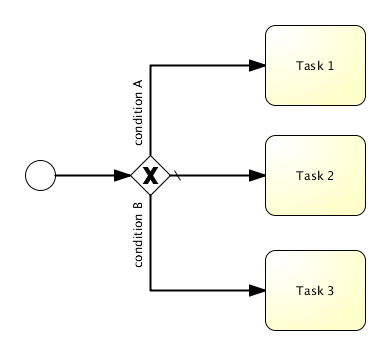 Task 1
condition A
Task 2
condition B
Task 3